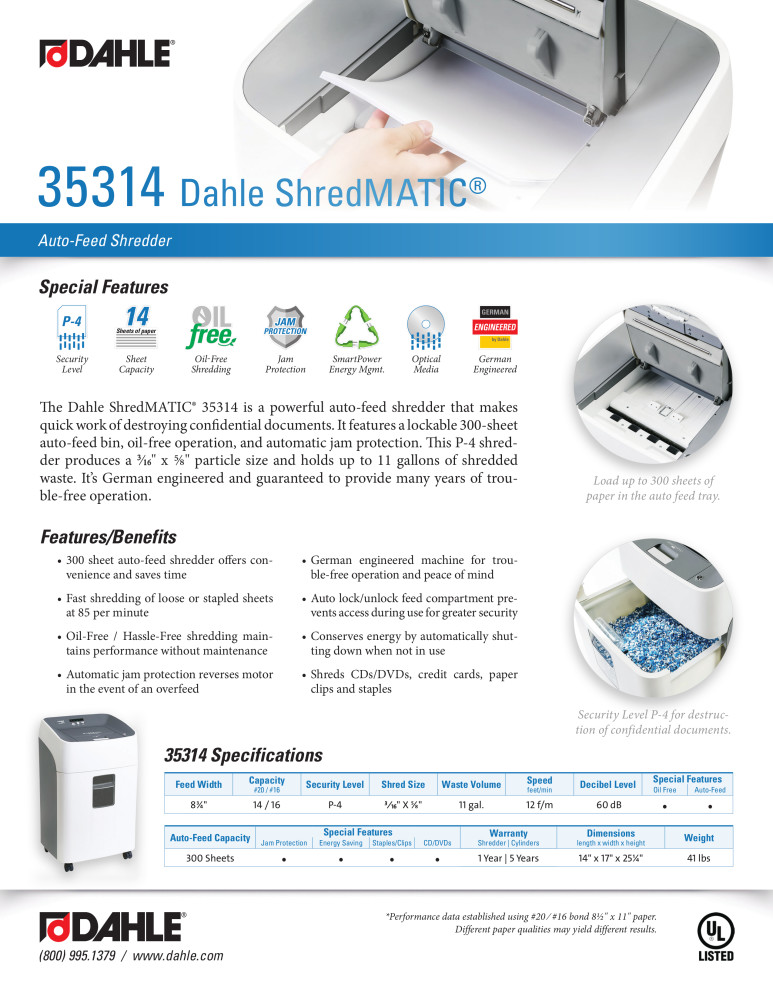 DAHLE®
35314 Dahle ShredMATIC®
Auto-Feed Shredder
Special Features
P-4
Security
Level
14
Sheets of paper
Sheet
Capacity
OIL
free.
Oil-Free
Shredding
JAM
PROTECTION
Jam
Protection
SmartPower
Energy Mgmt.
Optical
Media
GERMAN
ENGINEERED
by Dahle
German
Engineered
The Dahle ShredMATIC® 35314 is a powerful auto-feed shredder that makes
quick work of destroying confidential documents. It features a lockable 300-sheet
auto-feed bin, oil-free operation, and automatic jam protection. This P-4 shred-
der produces a ³⁄₁₆" x ⅝" particle size and holds up to 11 gallons of shredded
waste. It's German engineered and guaranteed to provide many years of trou-
ble-free operation.
Load up to 300 sheets of
paper in the auto feed tray.
Features/Benefits
• 300 sheet auto-feed shredder offers con-
venience and saves time
• Fast shredding of loose or stapled sheets
at 85 per minute
• Oil-Free / Hassle-Free shredding main-
tains performance without maintenance
• Automatic jam protection reverses motor
in the event of an overfeed
• German engineered machine for trou-
ble-free operation and peace of mind
• Auto lock/unlock feed compartment pre-
vents access during use for greater security
• Conserves energy by automatically shut-
ting down when not in use
• Shreds CDs/DVDs, credit cards, paper
clips and staples
Security Level P-4 for destruc-
tion of confidential documents.
35314 Specifications
Feed Width Capacity #20 / #16 Security Level Shred Size Waste Volume Speed feet/min Decibel Level Special Features Oil Free Auto-Feed
8¾" 14 / 16 P-4 ³⁄₁₆" X ⅝" 11 gal. 12 f/m 60 dB • •
Auto-Feed Capacity Special Features Jam Protection Energy Saving Staples/Clips CD/DVDs Warranty Shredder | Cylinders Dimensions length x width x height Weight
300 Sheets • • • • 1 Year | 5 Years 14" x 17" x 25¼" 41 lbs
DAHLE®
(800) 995.1379 / www.dahle.com
*Performance data established using #20 / #16 bond 8½" x 11" paper.
Different paper qualities may yield different results.
UL
LISTED